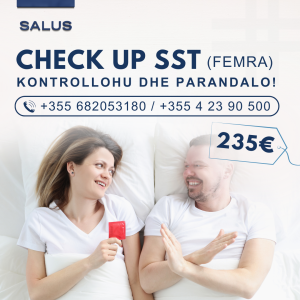 SALUS
CHECK UP SST (FEMRA)
KONTROLLOHU DHE PARANDALO!
+355 682053180 / +355 4 23 90 500
235€